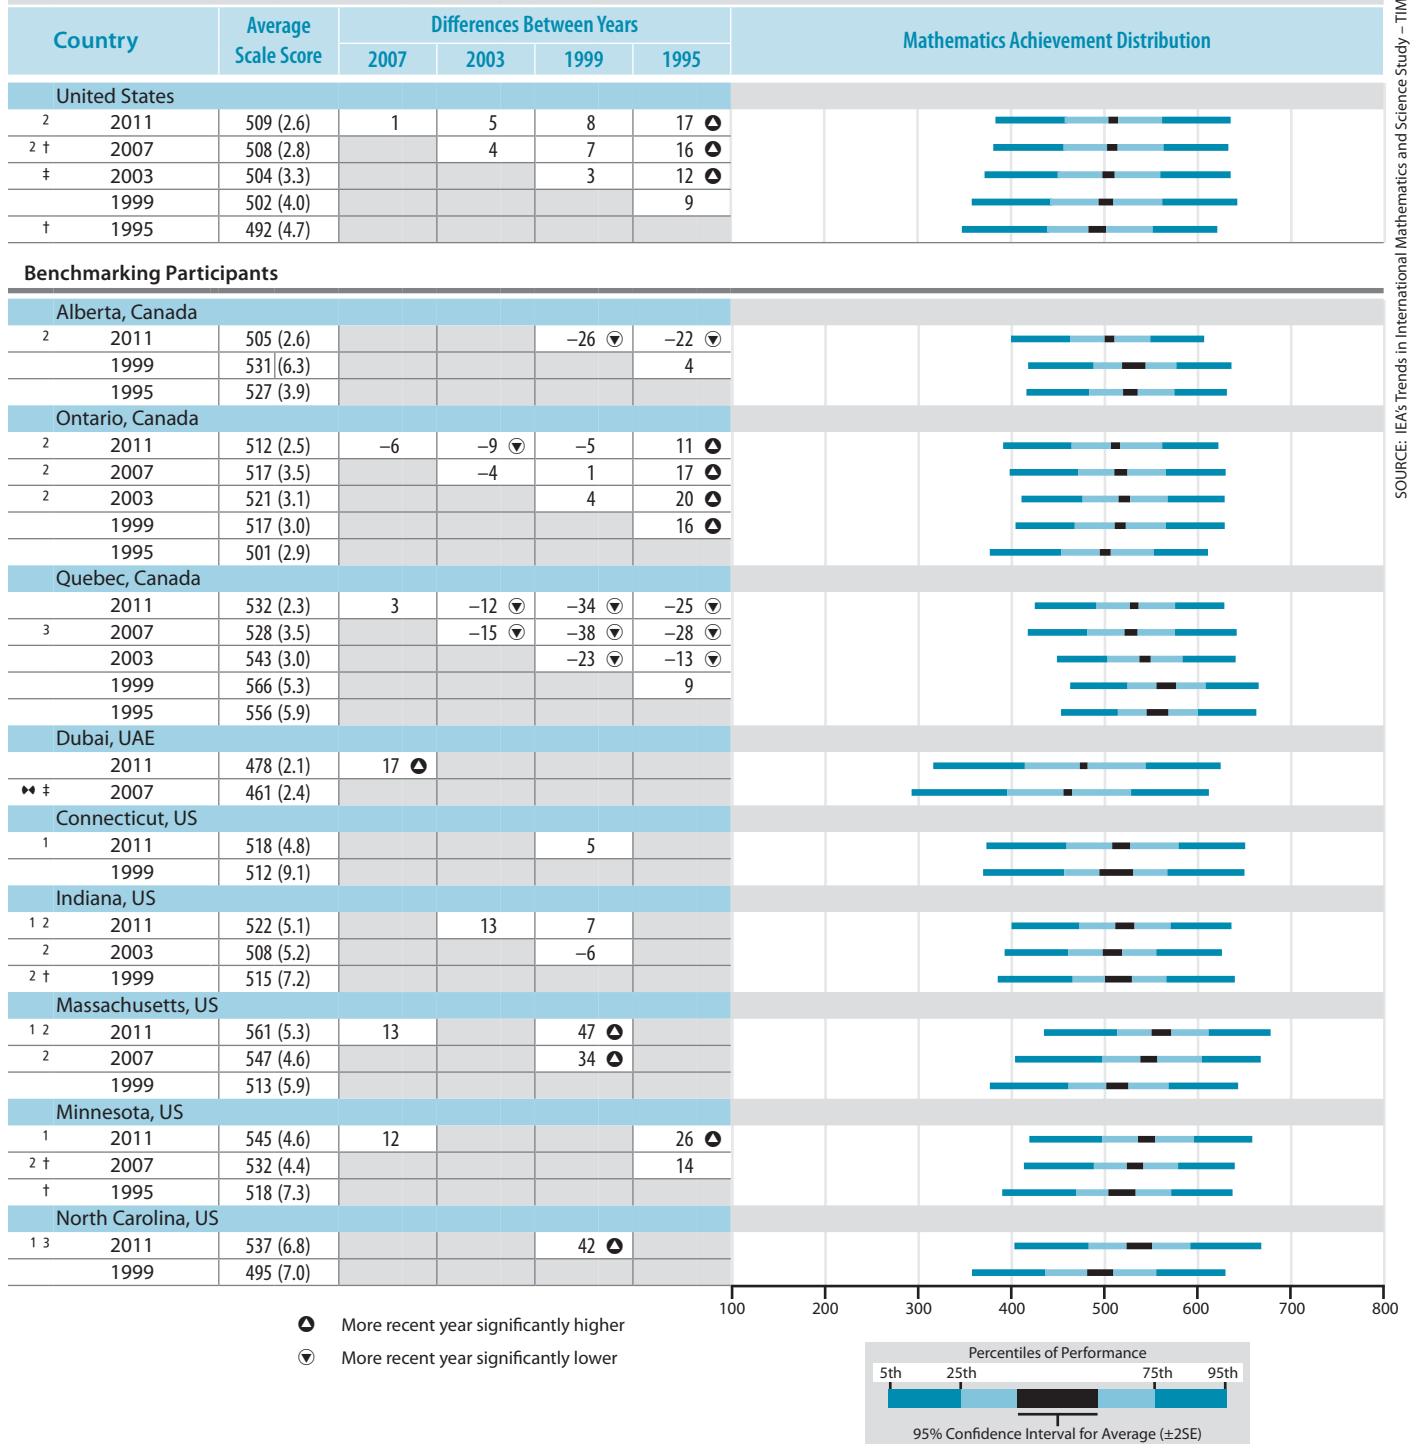 Country Average Scale Score Differences Between Years Mathematics Achievement Distribution
2007 2003 1999 1995
United States
2 2011 509 (2.6) 1 5 8 17
2 † 2007 508 (2.8) 4 7 16
‡ 2003 504 (3.3) 3 12
1999 502 (4.0) 9
† 1995 492 (4.7)
Benchmarking Participants
Alberta, Canada
2 2011 505 (2.6) –26 –22
1999 531 (6.3) 4
1995 527 (3.9)
Ontario, Canada
2 2011 512 (2.5) –6 –9 –5 11
2 2007 517 (3.5) –4 1 17
2 2003 521 (3.1) 4 20
1999 517 (3.0) 16
1995 501 (2.9)
Quebec, Canada
2011 532 (2.3) 3 –12 –34 –25
3 2007 528 (3.5) –15 –38 –28
2003 543 (3.0) –23 –13
1999 566 (5.3) 9
1995 556 (5.9)
Dubai, UAE
2011 478 (2.1) 17
‡ 2007 461 (2.4)
Connecticut, US
1 2011 518 (4.8) 5
1999 512 (9.1)
Indiana, US
1 2 2011 522 (5.1) 13 7
2 2003 508 (5.2) –6
2 † 1999 515 (7.2)
Massachusetts, US
1 2 2011 561 (5.3) 13 47
2 2007 547 (4.6) 34
1999 513 (5.9)
Minnesota, US
1 2011 545 (4.6) 12 26
2 † 2007 532 (4.4) 14
† 1995 518 (7.3)
North Carolina, US
1 3 2011 537 (6.8) 42
1999 495 (7.0)
100 200 300 400 500 600 700 800
More recent year significantly higher
More recent year significantly lower
Percentiles of Performance
5th 25th 75th 95th
95% Confidence Interval for Average (±2SE)
SOURCE: IEA's Trends in International Mathematics and Science Study – TIM